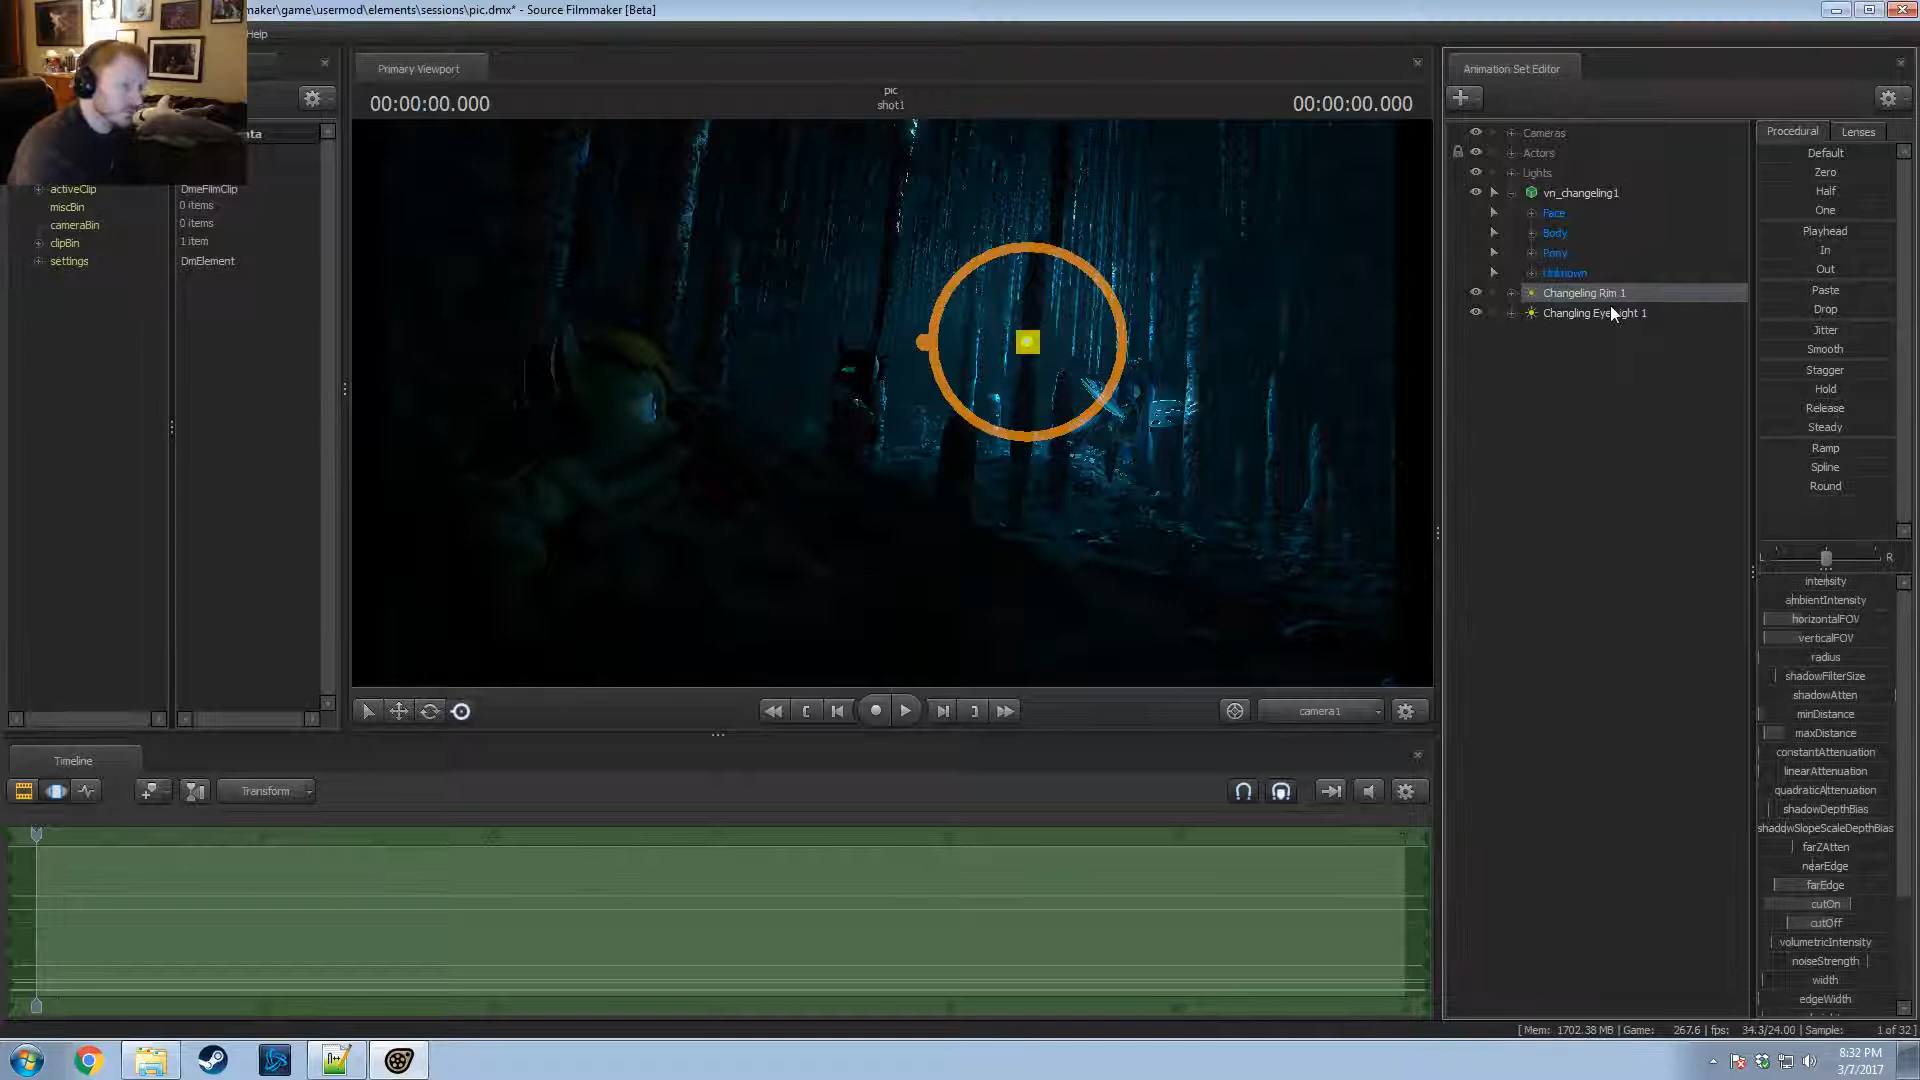 maker\game\usermod\elements\sessions\pic.dmx* - Source Filmmaker [Beta]
Help
Primary Viewport
Animation Set Editor
00:00:00.000
pic
shot1
00:00:00.000
ata
activeClip
DmeFilmClip
miscBin
0 items
cameraBin
0 items
clipBin
1 item
settings
DmElement
Cameras
Actors
Lights
vn_changeling1
Face
Body
Pony
Unknown
Changeling Rim 1
Changling Eye ght 1
Procedural
Lenses
Default
Zero
Half
One
Playhead
In
Out
Paste
Drop
Jitter
Smooth
Stagger
Hold
Release
Steady
Ramp
Spline
Round
L
R
intensity
ambientIntensity
horizontalFOV
verticalFOV
radius
shadowFilterSize
shadowAtten
minDistance
maxDistance
constantAttenuation
linearAttenuation
quadraticAttenuation
shadowDepthBias
shadowSlopeScaleDepthBias
farZAtten
nearEdge
farEdge
cutOn
cutOff
volumetricIntensity
noiseStrength
width
edgeWidth
camera1
Timeline
Transform
[ Mem: 1702.38 MB | Game: 267.6 | fps: 34.3/24.00 | Sample: 1 of 32 ]
8:32 PM
3/7/2017